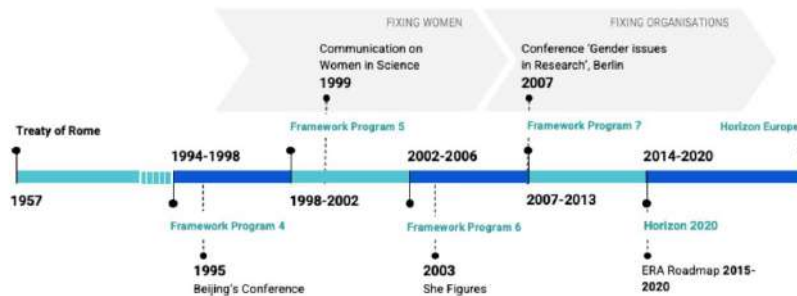 FIXING WOMEN
FIXING ORGANISATIONS
Communication on
Women in Science
1999
Conference 'Gender issues
in Research', Berlin
2007
Treaty of Rome
Framework Program 5
Framework Program 7
Horizon Europe
1994-1998
2002-2006
2014-2020
1957
1998-2002
2007-2013
Framework Program 4
Framework Program 6
Horizon 2020
1995
Beijing's Conference
2003
She Figures
ERA Roadmap 2015-
2020